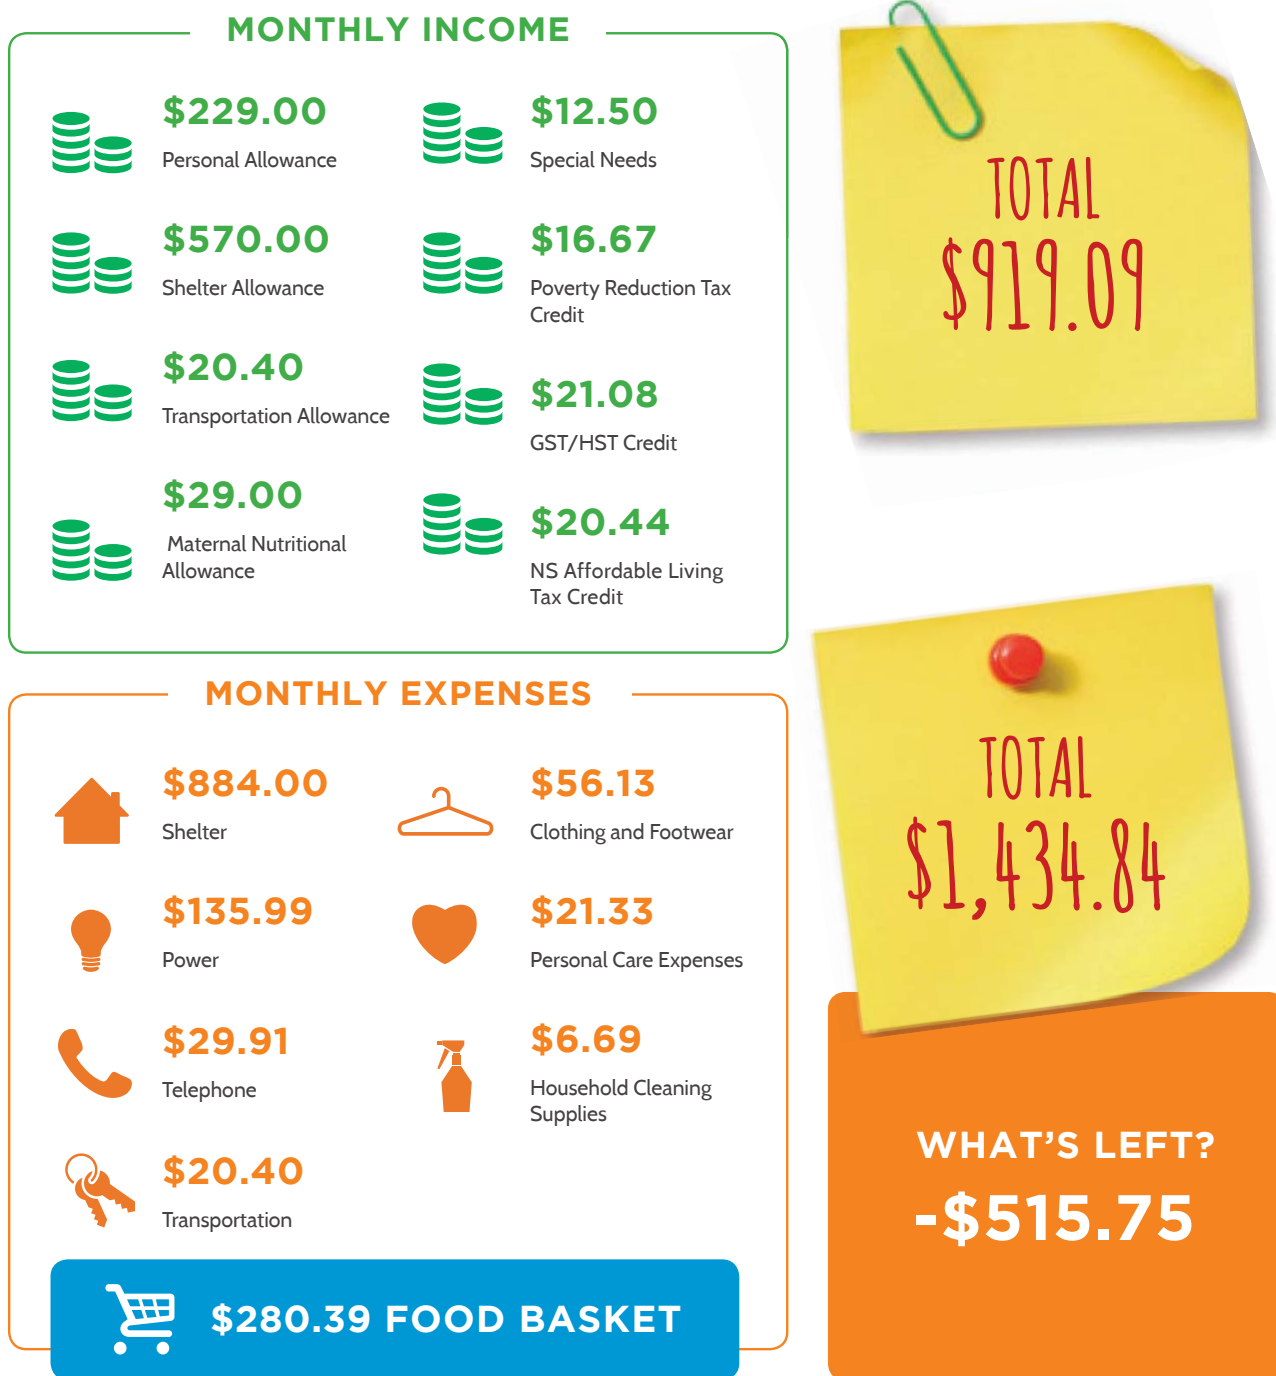 MONTHLY INCOME
$229.00
Personal Allowance
$570.00
Shelter Allowance
$20.40
Transportation Allowance
$29.00
Maternal Nutritional
Allowance
$12.50
Special Needs
$16.67
Poverty Reduction Tax
Credit
$21.08
GST/HST Credit
$20.44
NS Affordable Living
Tax Credit
TOTAL
$919.09
MONTHLY EXPENSES
$884.00
Shelter
$135.99
Power
$29.91
Telephone
$20.40
Transportation
$56.13
Clothing and Footwear
$21.33
Personal Care Expenses
$6.69
Household Cleaning
Supplies
$280.39 FOOD BASKET
TOTAL
$1,434.84
WHAT'S LEFT?
-$515.75